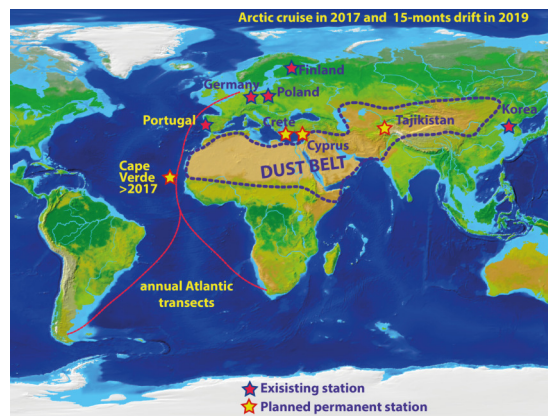 Arctic cruise in 2017 and 15-monts drift in 2019
Finland
Germany
Poland
Portugal
Crete
Cyprus
Tajikistan
Korea
DUST BELT
Cape
Verde
>2017
annual Atlantic
transects
Exisisting station
Planned permanent station